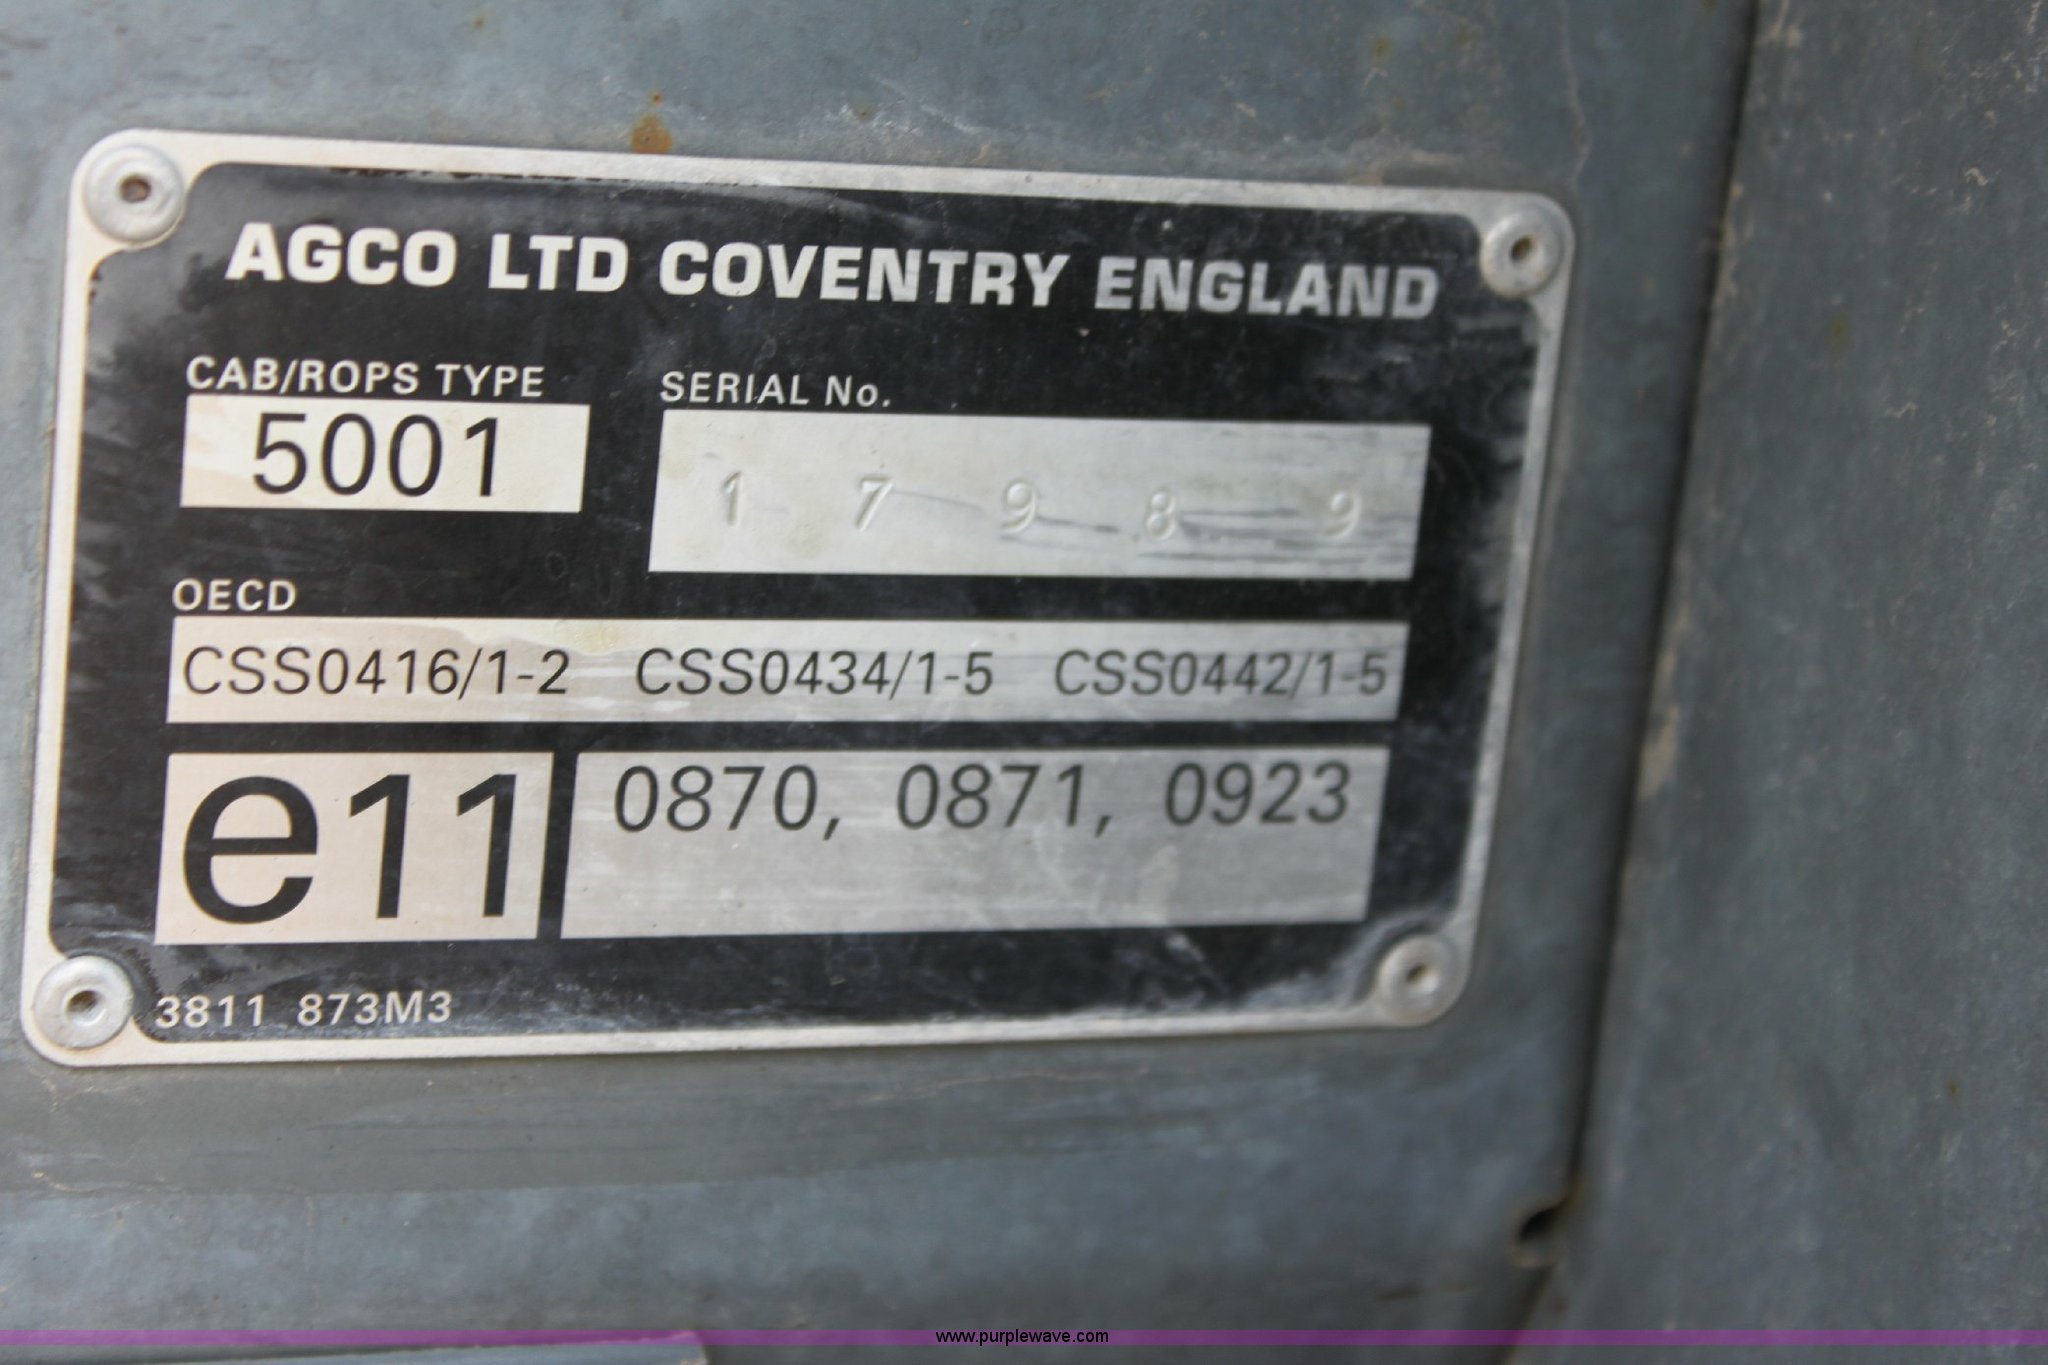 AGCO LTD COVENTRY ENGLAND
CAB/ROPS TYPE
5001
SERIAL No.
1 7 9 8 9
OECD
CSS0416/1-2 CSS0434/1-5 CSS0442/1-5
e11
0870, 0871, 0923
3811 873M3
www.purplewave.com